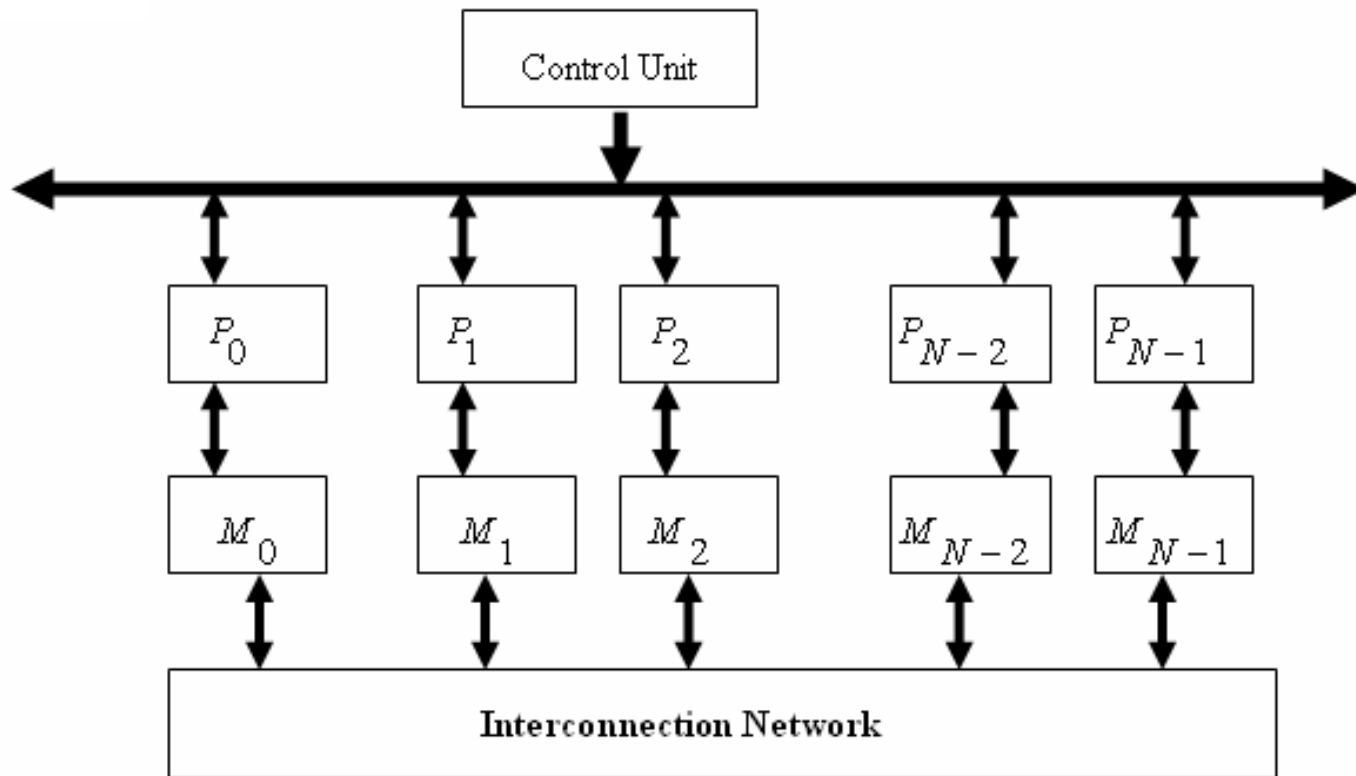 Control Unit
P0 P1 P2 PN−2 PN−1
M0 M1 M2 MN−2 MN−1
Interconnection Network